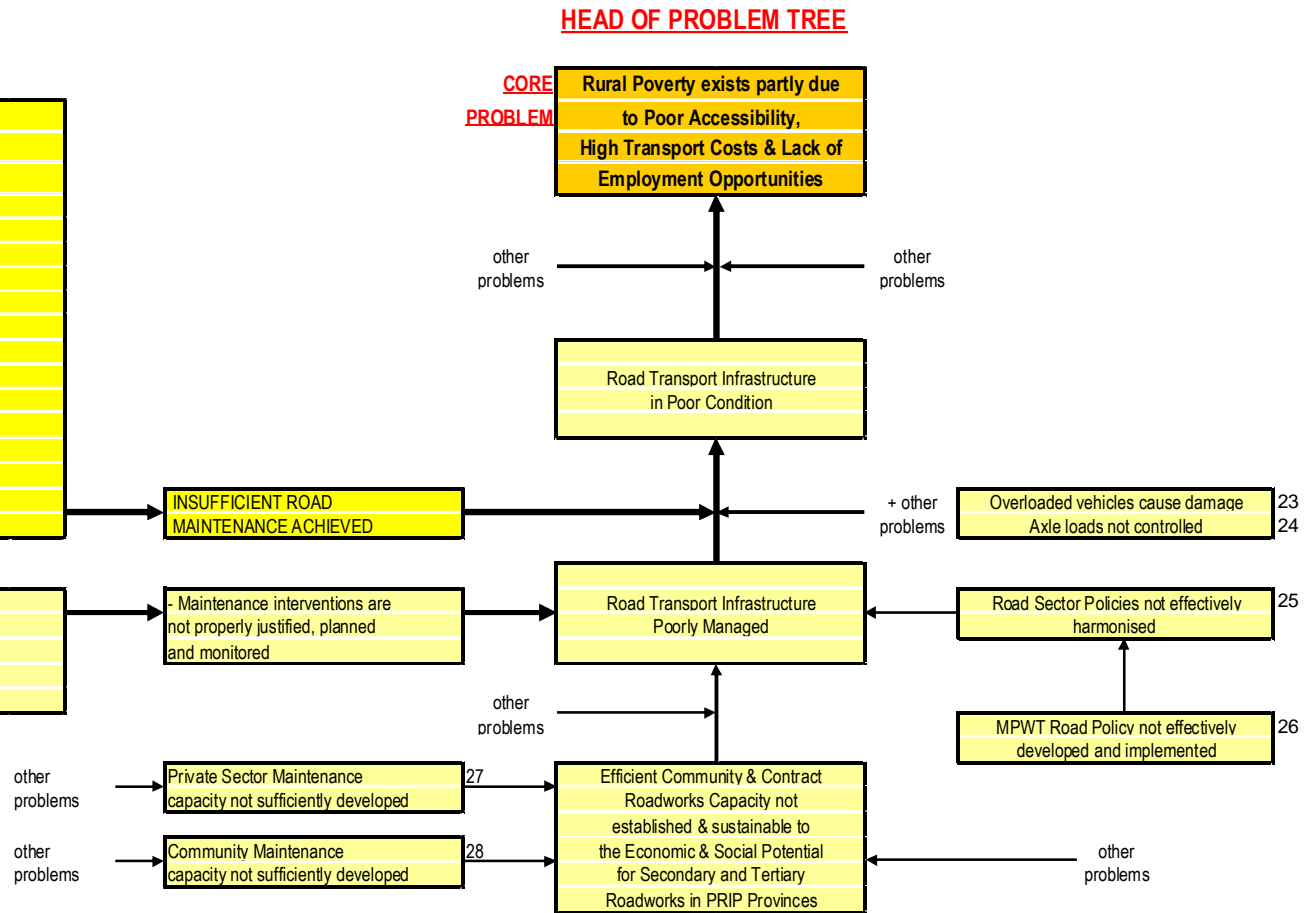 HEAD OF PROBLEM TREE
CORE
PROBLEM
Rural Poverty exists partly due
to Poor Accessibility,
High Transport Costs & Lack of
Employment Opportunities
other
problems
other
problems
Road Transport Infrastructure
in Poor Condition
INSUFFICIENT ROAD
MAINTENANCE ACHIEVED
+ other
problems
Overloaded vehicles cause damage
Axle loads not controlled
23
24
- Maintenance interventions are
not properly justified, planned
and monitored
Road Transport Infrastructure
Poorly Managed
Road Sector Policies not effectively
harmonised
25
other
problems
MPWT Road Policy not effectively
developed and implemented
26
other
problems
Private Sector Maintenance
capacity not sufficiently developed
27
other
problems
Community Maintenance
capacity not sufficiently developed
28
Efficient Community & Contract
Roadworks Capacity not
established & sustainable to
the Economic & Social Potential
for Secondary and Tertiary
Roadworks in PRIP Provinces
other
problems